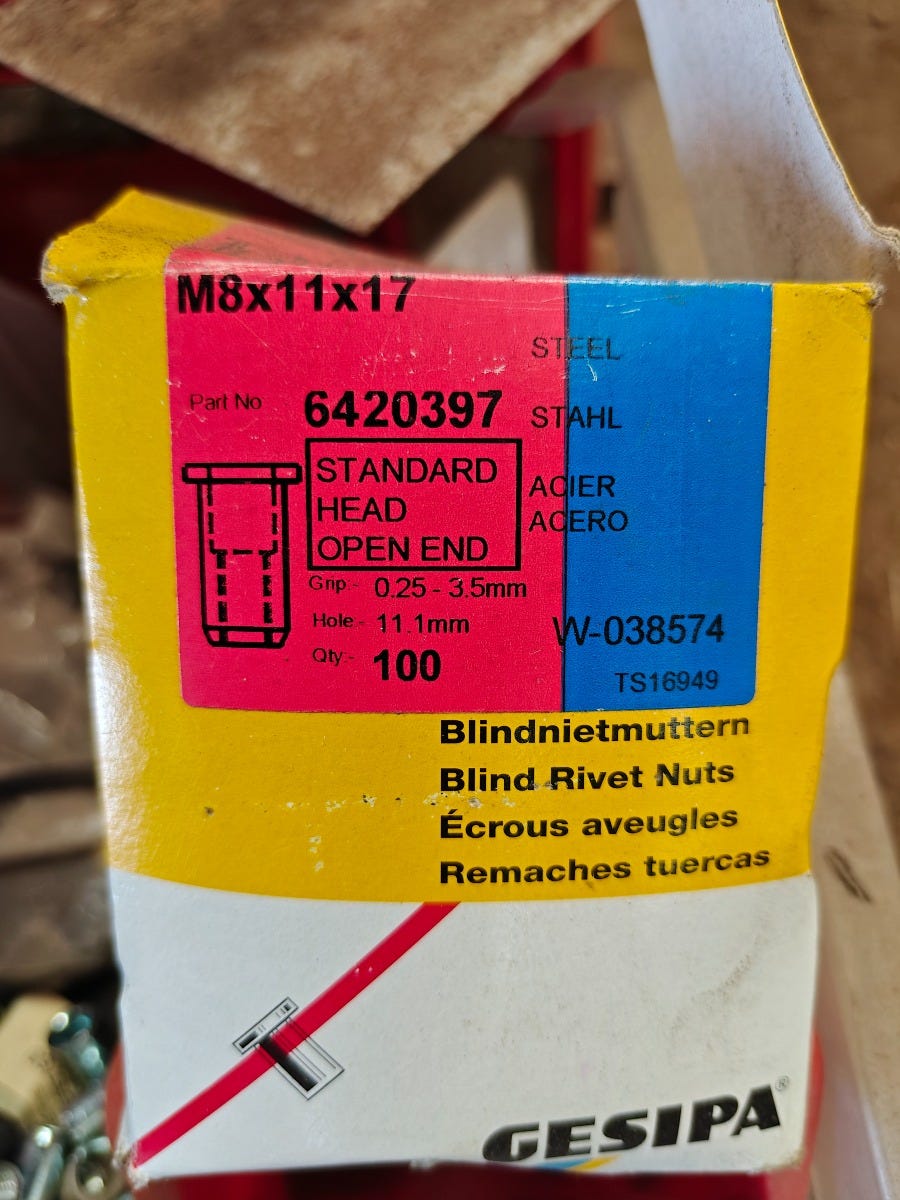 M8x11x17
STEEL
Part No 6420397 STAHL
STANDARD
HEAD
OPEN END
ACIER
ACERO
Grip:- 0.25 - 3.5mm
Hole:- 11.1mm
W-038574
Qty:- 100
TS16949
Blindnietmuttern
Blind Rivet Nuts
Écrous aveugles
Remaches tuercas
GESIPA®